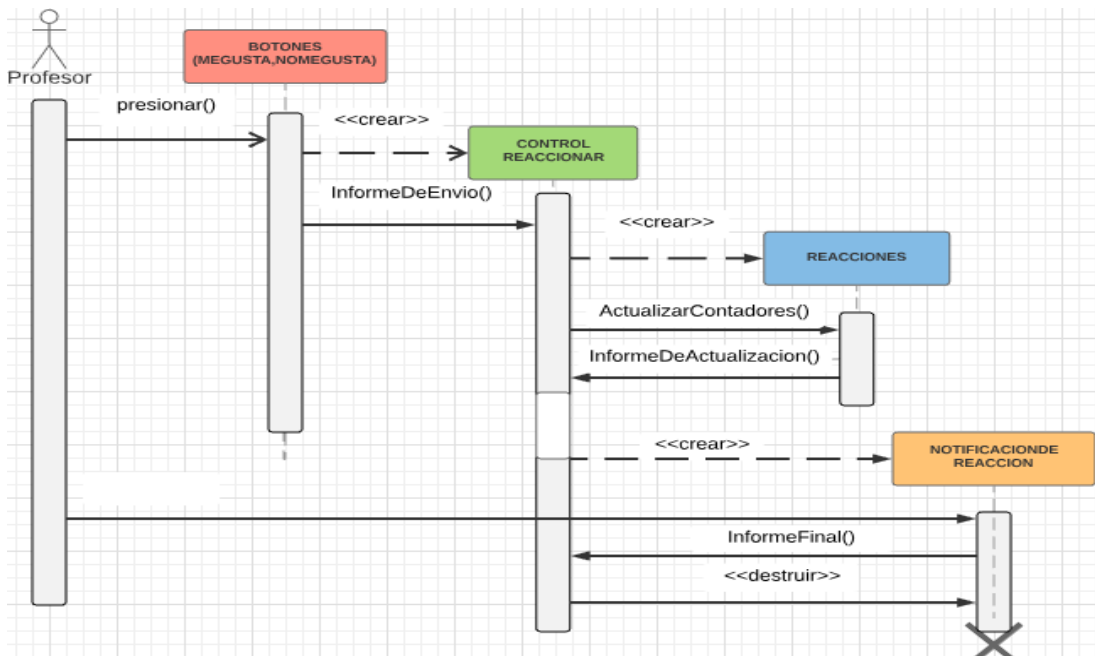 BOTONES
(MEGUSTA,NOMEGUSTA)
Profesor
presionar()
<<crear>>
CONTROL
REACCIONAR
InformeDeEnvio()
<<crear>>
REACCIONES
ActualizarContadores()
InformeDeActualizacion()
<<crear>>
NOTIFICACIONDE
REACCION
InformeFinal()
<<destruir>>